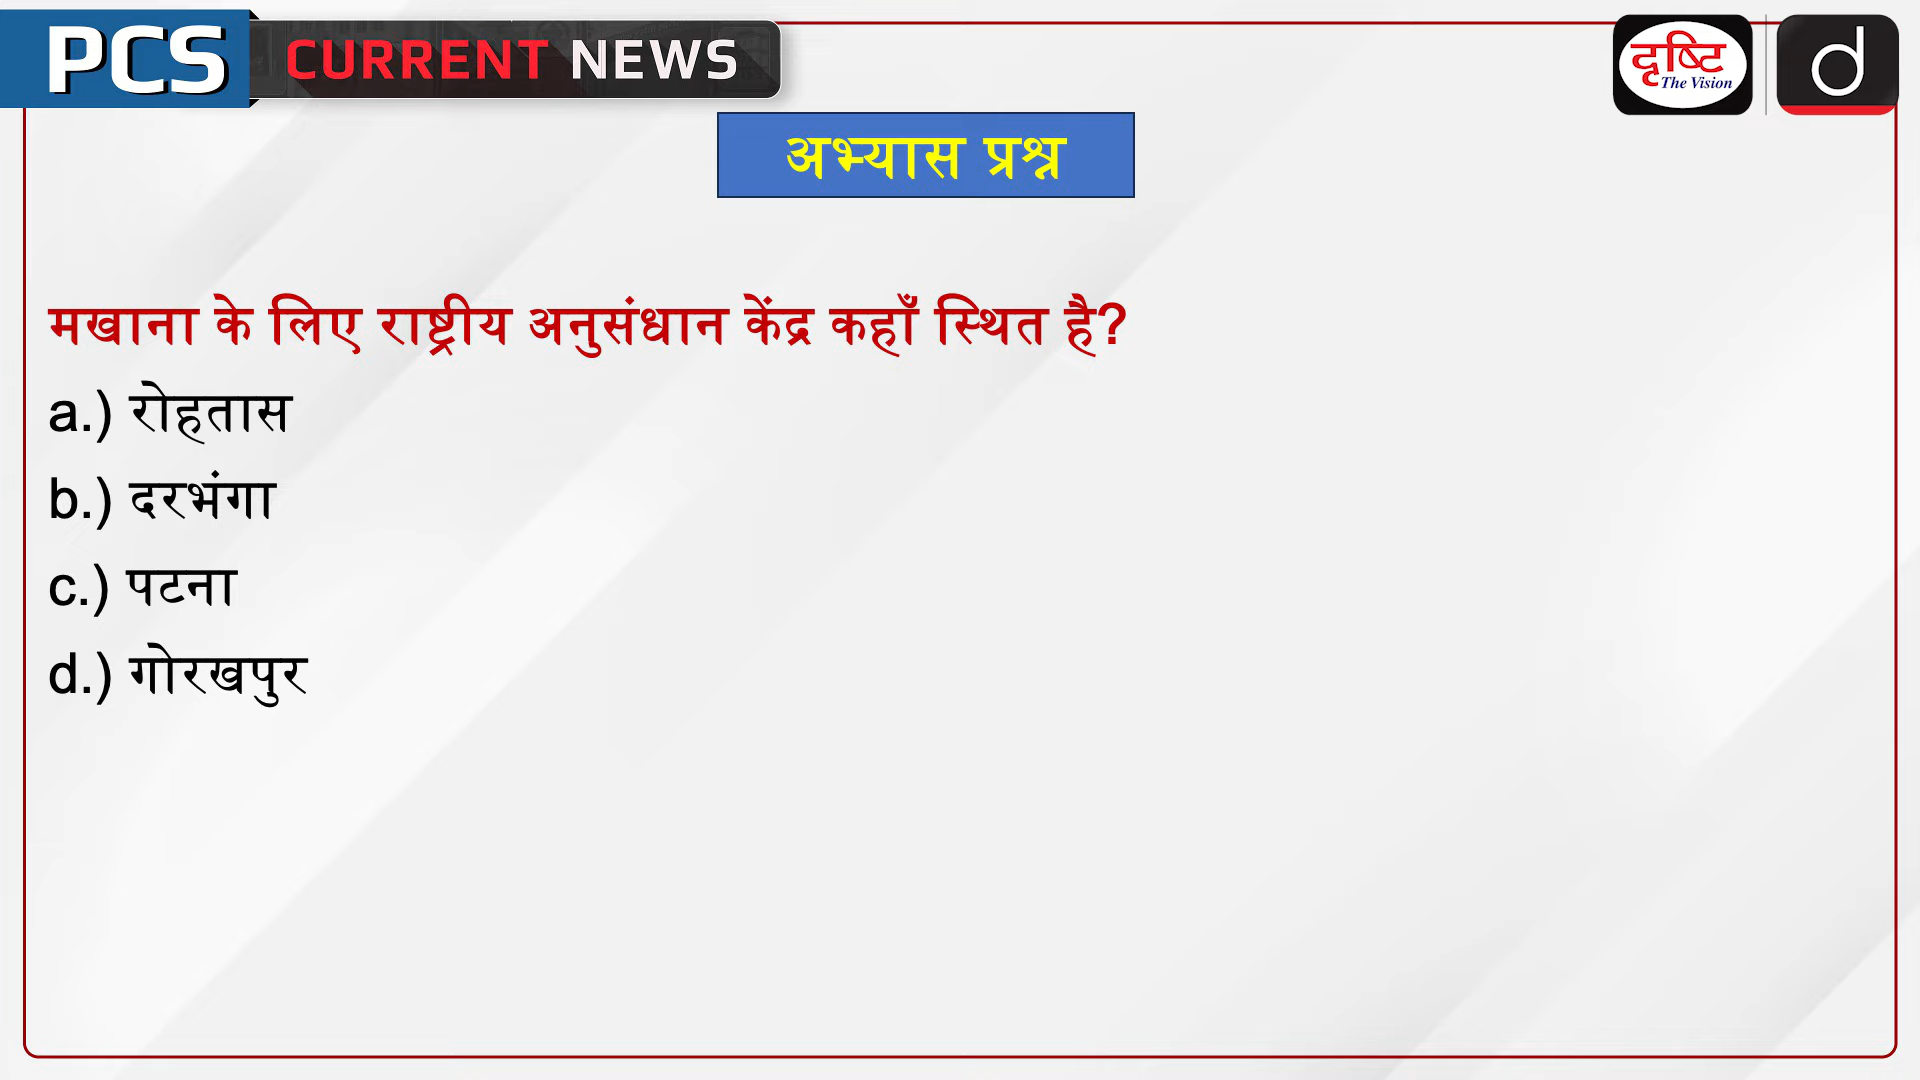 PCS CURRENT NEWS
दृष्टि
The Vision
d
अभ्यास प्रश्न
मखाना के लिए राष्ट्रीय अनुसंधान केंद्र कहाँ स्थित है?
a.) रोहतास
b.) दरभंगा
c.) पटना
d.) गोरखपुर